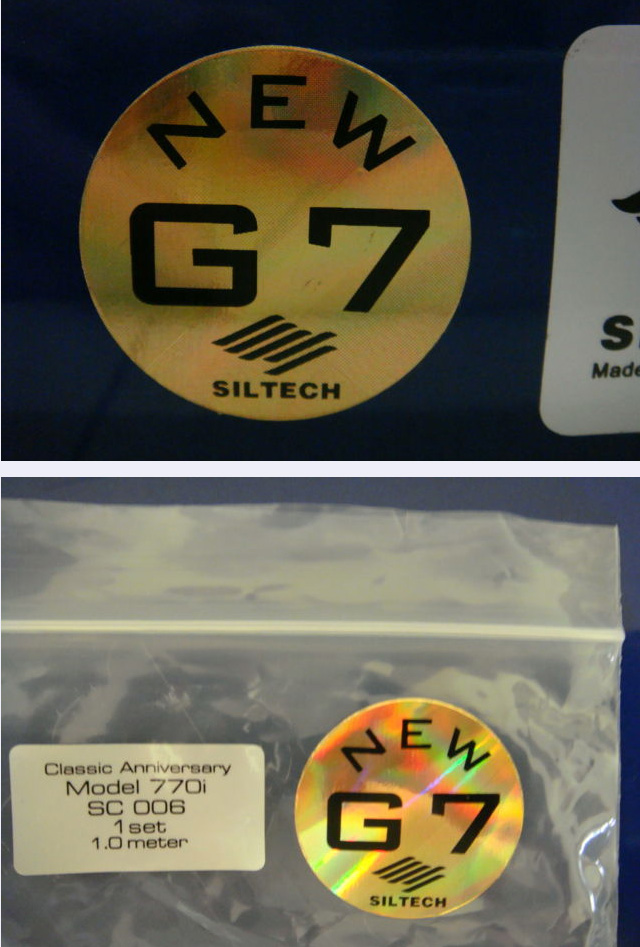 NEW
G7
SILTECH
Made
Classic Anniversary
Model 770i
SC 006
1 set
1.0 meter
NEW
G7
SILTECH